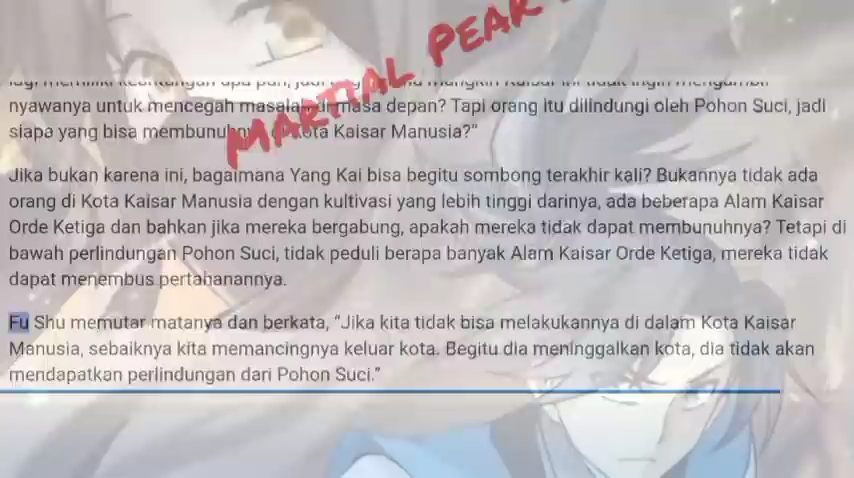 MARTIAL PEAK
nyawanya untuk mencegah masalah di masa depan? Tapi orang itu dilindungi oleh Pohon Suci, jadi
siapa yang bisa membunuhnya di Kota Kaisar Manusia?"
Jika bukan karena ini, bagaimana Yang Kai bisa begitu sombong terakhir kali? Bukannya tidak ada
orang di Kota Kaisar Manusia dengan kultivasi yang lebih tinggi darinya, ada beberapa Alam Kaisar
Orde Ketiga dan bahkan jika mereka bergabung, apakah mereka tidak dapat membunuhnya? Tetapi di
bawah perlindungan Pohon Suci, tidak peduli berapa banyak Alam Kaisar Orde Ketiga, mereka tidak
dapat menembus pertahanannya.
Fu Shu memutar matanya dan berkata, “Jika kita tidak bisa melakukannya di dalam Kota Kaisar
Manusia, sebaiknya kita memancingnya keluar kota. Begitu dia meninggalkan kota, dia tidak akan
mendapatkan perlindungan dari Pohon Suci.”